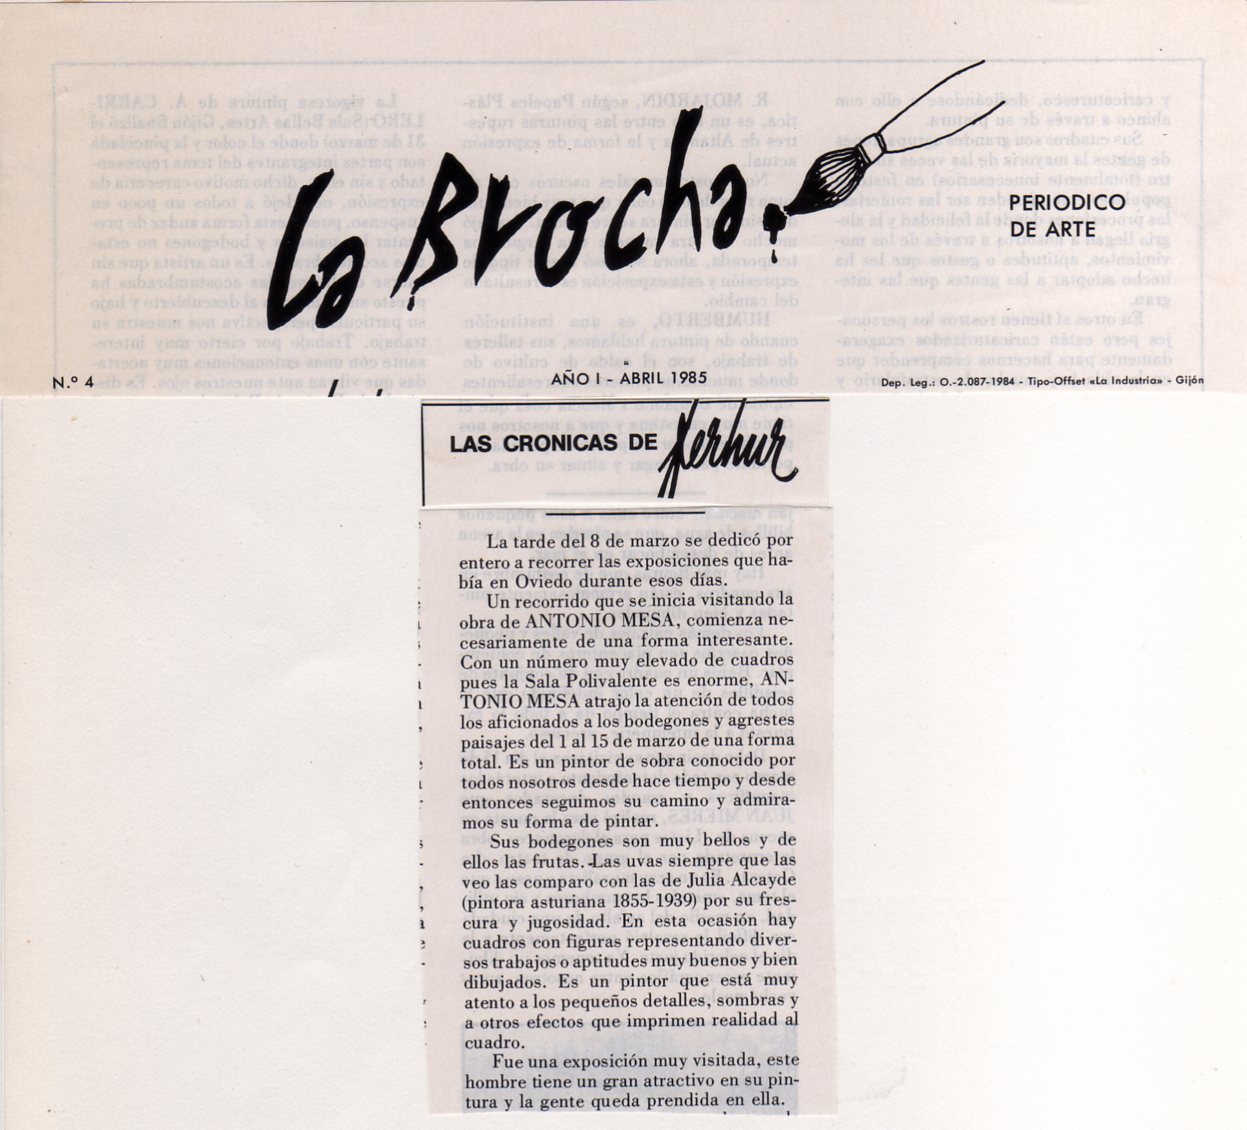 La Brocha
PERIODICO
DE ARTE
N.º 4
AÑO I - ABRIL 1985
Dep. Leg.: O.-2.087-1984 - Tipo-Offset «La Industria» - Gijón
LAS CRONICAS DE Xerhur
La tarde del 8 de marzo se dedicó por
entero a recorrer las exposiciones que ha-
bía en Oviedo durante esos días.
Un recorrido que se inicia visitando la
obra de ANTONIO MESA, comienza ne-
cesariamente de una forma interesante.
Con un número muy elevado de cuadros
pues la Sala Polivalente es enorme, AN-
TONIO MESA atrajo la atención de todos
los aficionados a los bodegones y agrestes
paisajes del 1 al 15 de marzo de una forma
total. Es un pintor de sobra conocido por
todos nosotros desde hace tiempo y desde
entonces seguimos su camino y admira-
mos su forma de pintar.
Sus bodegones son muy bellos y de
ellos las frutas. Las uvas siempre que las
veo las comparo con las de Julia Alcayde
(pintora asturiana 1855-1939) por su fres-
cura y jugosidad. En esta ocasión hay
cuadros con figuras representando diver-
sos trabajos o aptitudes muy buenos y bien
dibujados. Es un pintor que está muy
atento a los pequeños detalles, sombras y
a otros efectos que imprimen realidad al
cuadro.
Fue una exposición muy visitada, este
hombre tiene un gran atractivo en su pin-
tura y la gente queda prendida en ella.